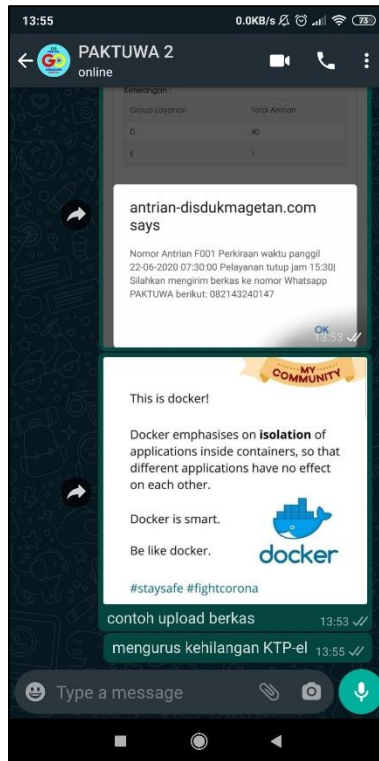 13:55
0.0KB/s
73
PAKTUWA 2
online
Keterangan :
Group Layanan Total Antrian
D 40
E 1
antrian-disdukmagetan.com
says
Nomor Antrian F001 Perkiraan waktu panggil
22-06-2020 07:30:00 Pelayanan tutup jam 15:30|
Silahkan mengirim berkas ke nomor Whatsapp
PAKTUWA berikut: 082143240147
OK
13:53
MY
COMMUNITY
This is docker!
Docker emphasises on isolation of
applications inside containers, so that
different applications have no effect
on each other.
Docker is smart.
Be like docker.
docker
#staysafe #fightcorona
contoh upload berkas 13:53
mengurus kehilangan KTP-el 13:55
Type a message